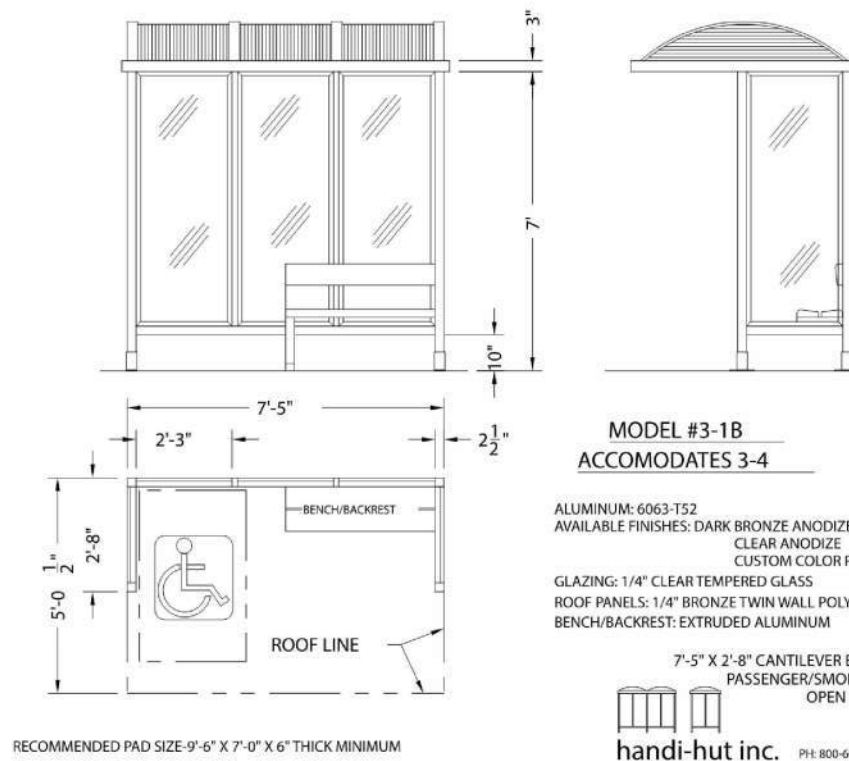 3"
7'
10"
7'-5"
2'-3"
2 1/2"
BENCH/BACKREST
2'-8"
5'-0 1/2"
ROOF LINE
RECOMMENDED PAD SIZE-9'-6" X 7'-0" X 6" THICK MINIMUM
MODEL #3-1B
ACCOMODATES 3-4
ALUMINUM: 6063-T52
AVAILABLE FINISHES: DARK BRONZE ANODIZE
CLEAR ANODIZE
CUSTOM COLOR
GLAZING: 1/4" CLEAR TEMPERED GLASS
ROOF PANELS: 1/4" BRONZE TWIN WALL POLY
BENCH/BACKREST: EXTRUDED ALUMINUM
7'-5" X 2'-8" CANTILEVER
PASSENGER/SMO
OPEN
handi-hut inc. PH: 800-6